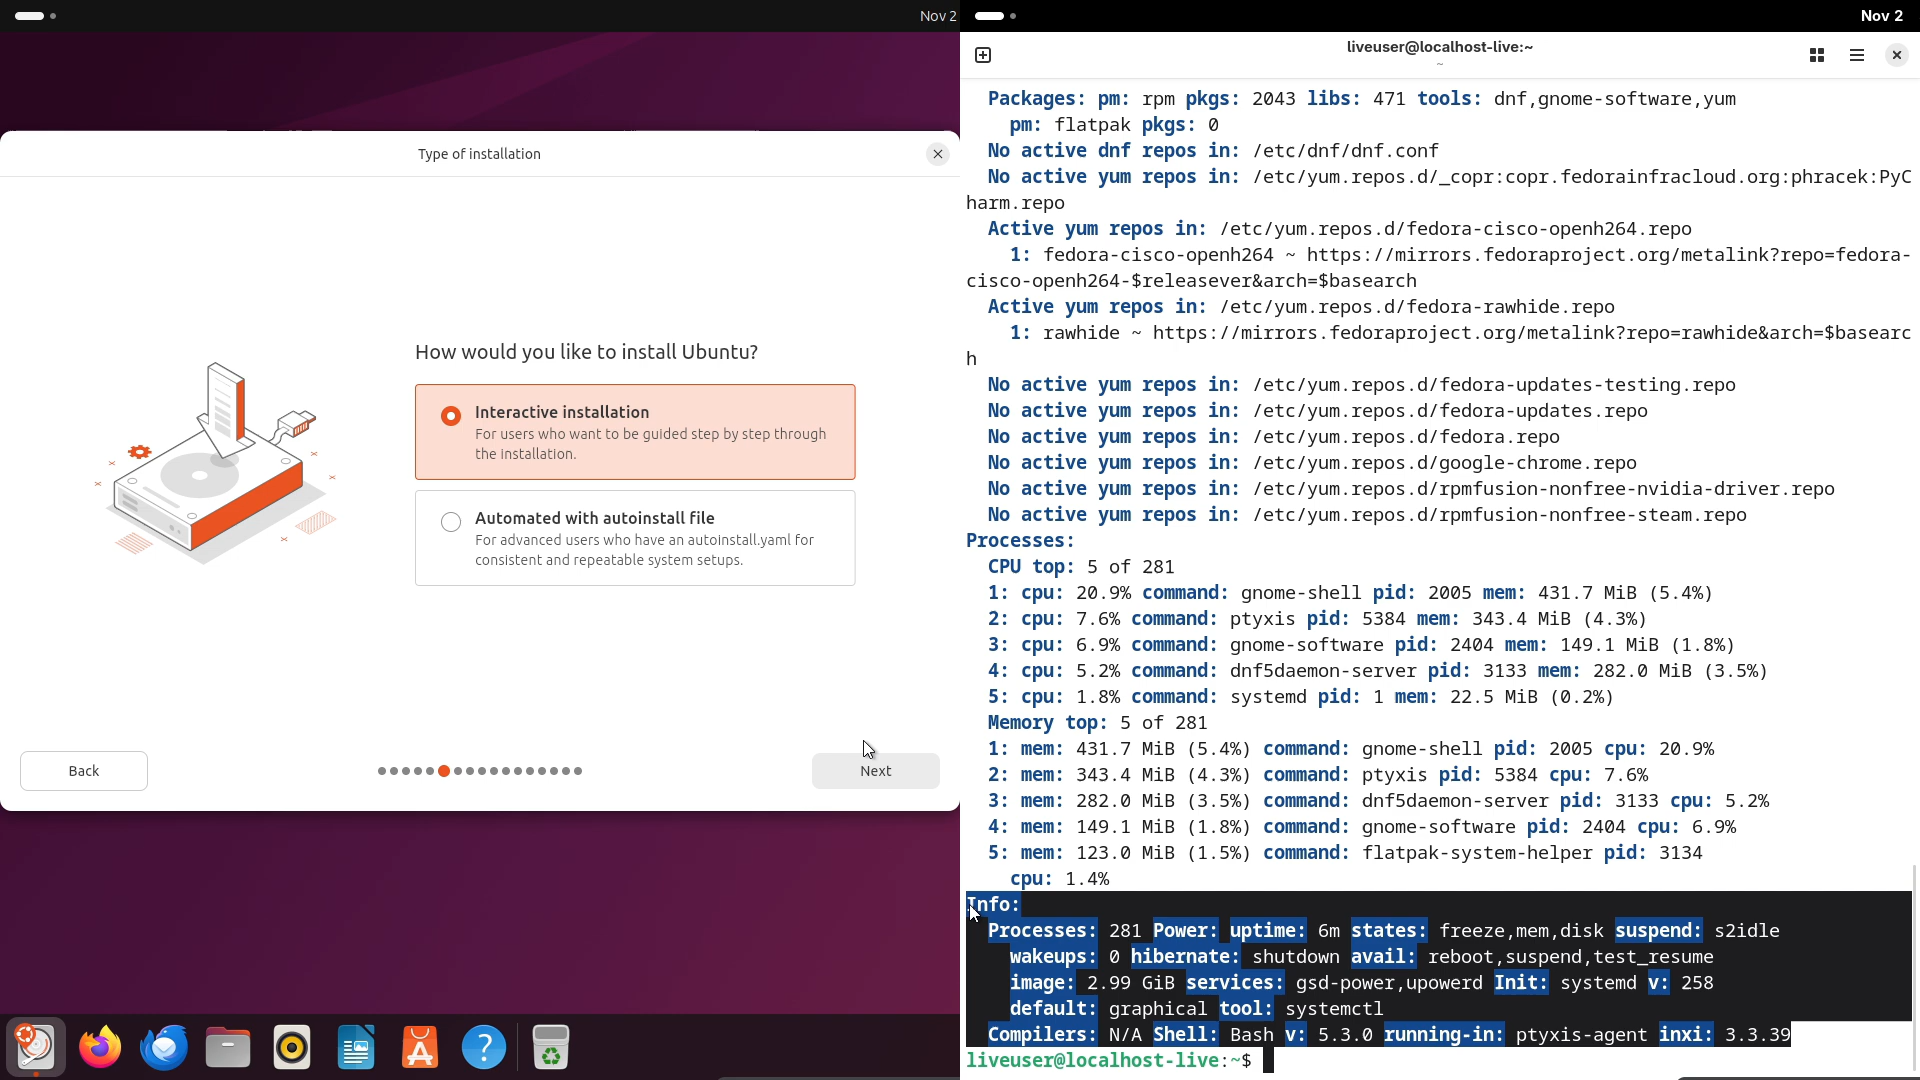 Nov 2
Type of installation
How would you like to install Ubuntu?
Interactive installation
For users who want to be guided step by step through
the installation.
Automated with autoinstall file
For advanced users who have an autoinstall.yaml for
consistent and repeatable system setups.
Back
Next
Nov 2
liveuser@localhost-live:~
~
Packages: pm: rpm pkgs: 2043 libs: 471 tools: dnf,gnome-software,yum
pm: flatpak pkgs: 0
No active dnf repos in: /etc/dnf/dnf.conf
No active yum repos in: /etc/yum.repos.d/_copr:copr.fedorainfracloud.org:phracek:PyC
harm.repo
Active yum repos in: /etc/yum.repos.d/fedora-cisco-openh264.repo
1: fedora-cisco-openh264 ~ https://mirrors.fedoraproject.org/metalink?repo=fedora-
cisco-openh264-$releasever&arch=$basearch
Active yum repos in: /etc/yum.repos.d/fedora-rawhide.repo
1: rawhide ~ https://mirrors.fedoraproject.org/metalink?repo=rawhide&arch=$basearc
h
No active yum repos in: /etc/yum.repos.d/fedora-updates-testing.repo
No active yum repos in: /etc/yum.repos.d/fedora-updates.repo
No active yum repos in: /etc/yum.repos.d/fedora.repo
No active yum repos in: /etc/yum.repos.d/google-chrome.repo
No active yum repos in: /etc/yum.repos.d/rpmfusion-nonfree-nvidia-driver.repo
No active yum repos in: /etc/yum.repos.d/rpmfusion-nonfree-steam.repo
Processes:
CPU top: 5 of 281
1: cpu: 20.9% command: gnome-shell pid: 2005 mem: 431.7 MiB (5.4%)
2: cpu: 7.6% command: ptyxis pid: 5384 mem: 343.4 MiB (4.3%)
3: cpu: 6.9% command: gnome-software pid: 2404 mem: 149.1 MiB (1.8%)
4: cpu: 5.2% command: dnf5daemon-server pid: 3133 mem: 282.0 MiB (3.5%)
5: cpu: 1.8% command: systemd pid: 1 mem: 22.5 MiB (0.2%)
Memory top: 5 of 281
1: mem: 431.7 MiB (5.4%) command: gnome-shell pid: 2005 cpu: 20.9%
2: mem: 343.4 MiB (4.3%) command: ptyxis pid: 5384 cpu: 7.6%
3: mem: 282.0 MiB (3.5%) command: dnf5daemon-server pid: 3133 cpu: 5.2%
4: mem: 149.1 MiB (1.8%) command: gnome-software pid: 2404 cpu: 6.9%
5: mem: 123.0 MiB (1.5%) command: flatpak-system-helper pid: 3134
cpu: 1.4%
Info:
Processes: 281 Power: uptime: 6m states: freeze,mem,disk suspend: s2idle
wakeups: 0 hibernate: shutdown avail: reboot,suspend,test_resume
image: 2.99 GiB services: gsd-power,upowerd Init: systemd v: 258
default: graphical tool: systemctl
Compilers: N/A Shell: Bash v: 5.3.0 running-in: ptyxis-agent inxi: 3.3.39
liveuser@localhost-live:~$